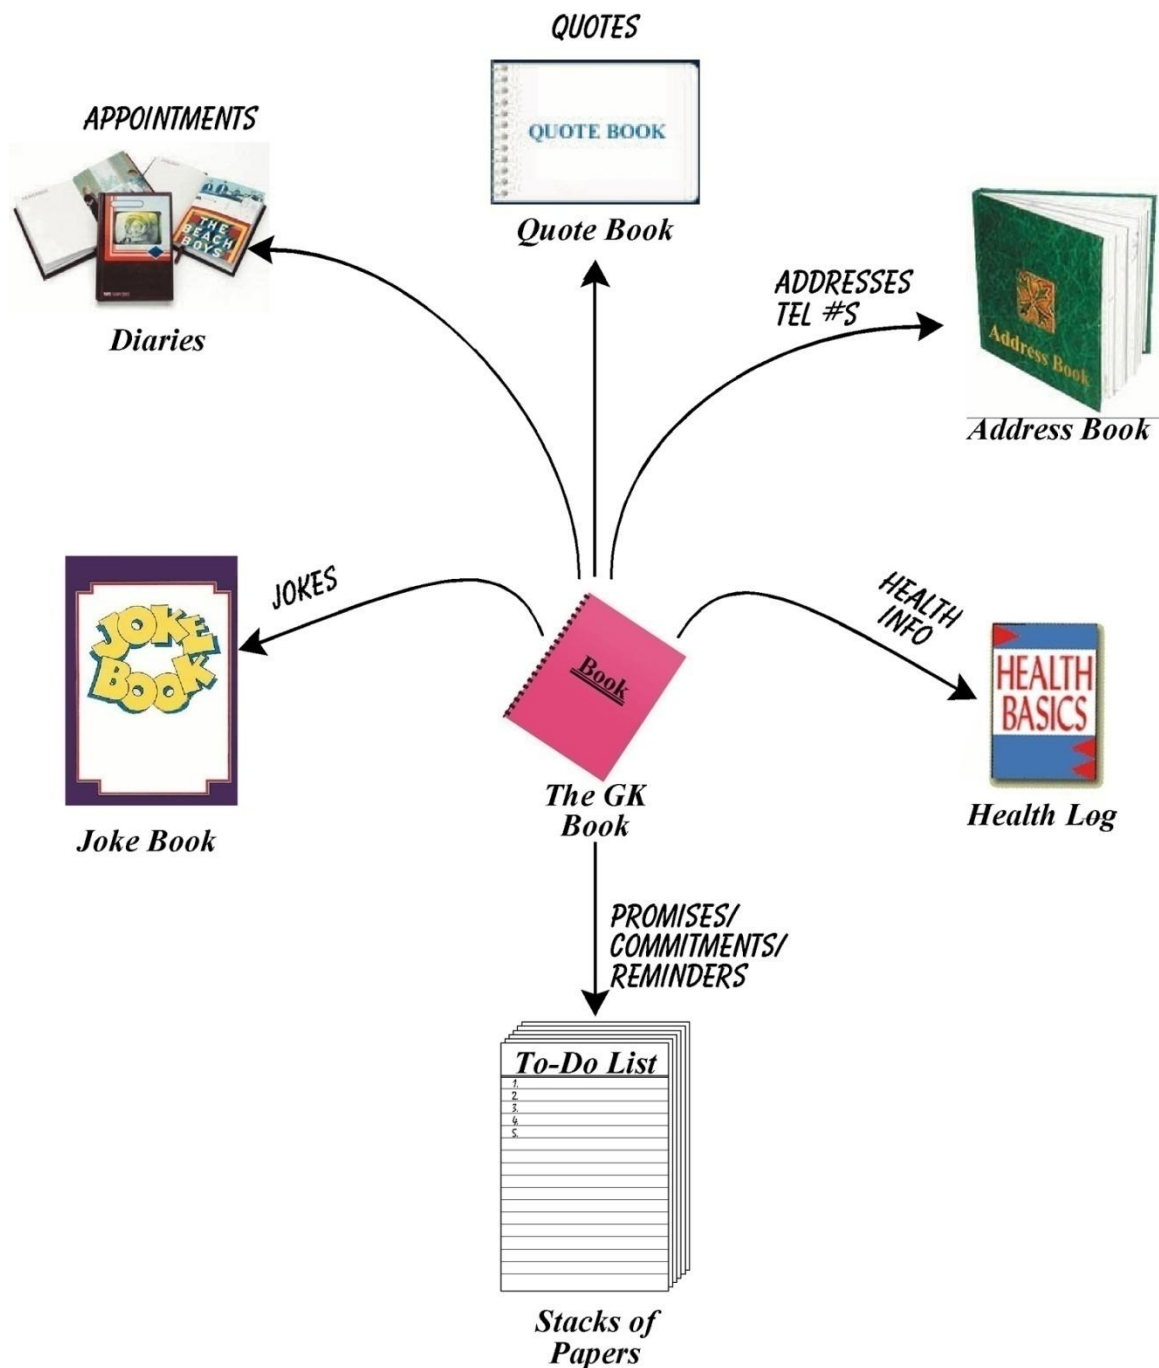 QUOTES
QUOTE BOOK
Quote Book
APPOINTMENTS
THE
BEACH
BOYS
Diaries
ADDRESSES
TEL #S
Address Book
Address Book
JOKES
JOKE
BOOK
Joke Book
Book
The GK
Book
HEALTH
INFO
HEALTH
BASICS
Health Log
PROMISES/
COMMITMENTS/
REMINDERS
To-Do List
1.
2.
3.
4.
5.
Stacks of
Papers